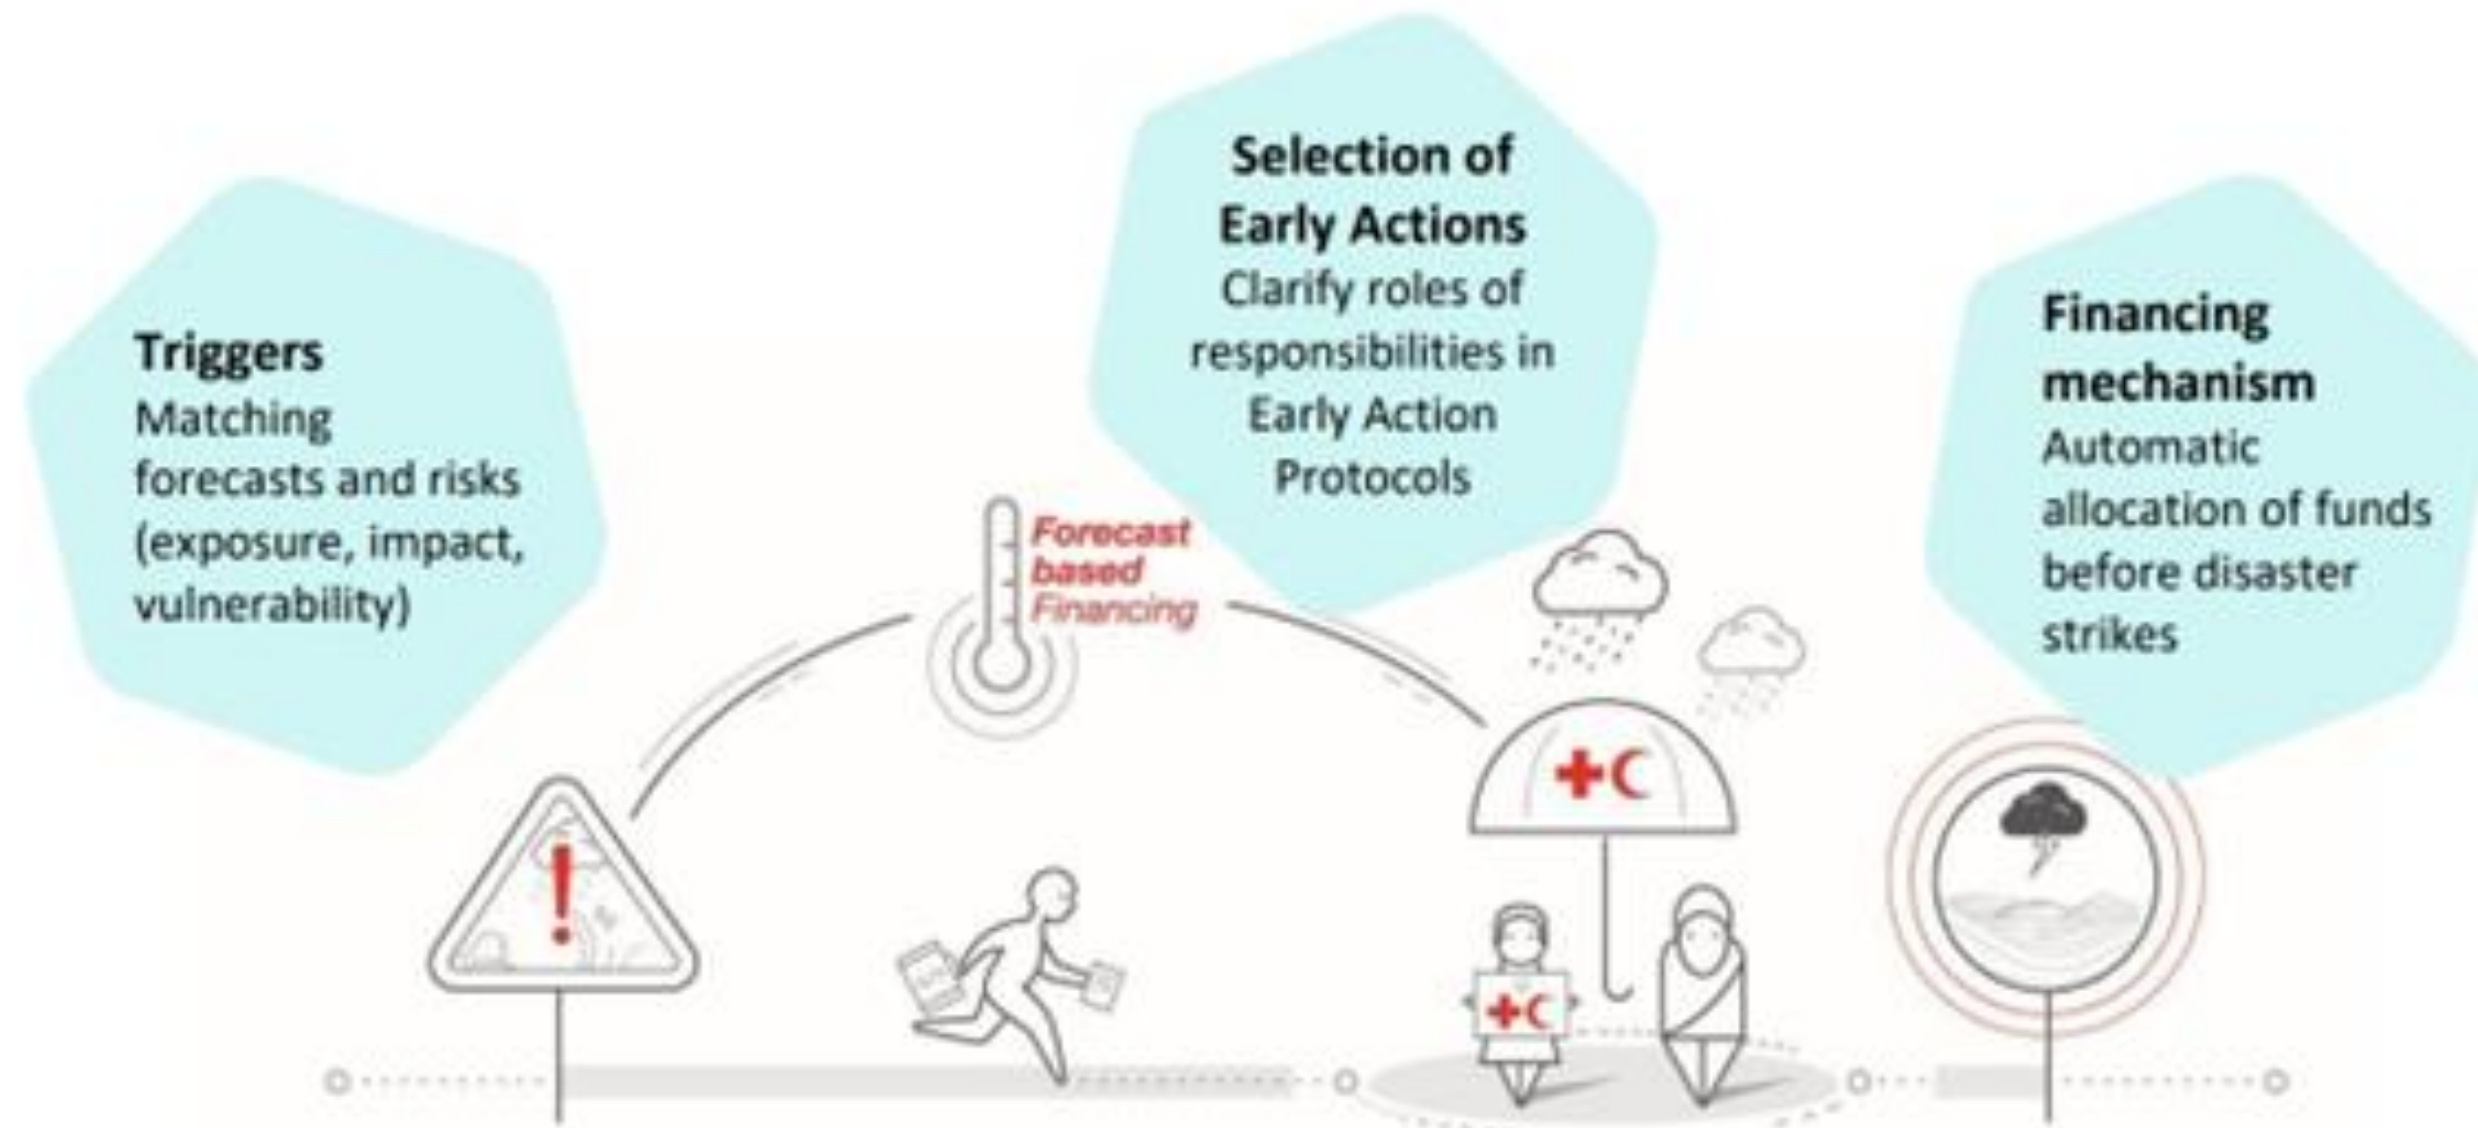 Triggers
Matching
forecasts and risks
(exposure, impact,
vulnerability)
Forecast
based
Financing
Selection of
Early Actions
Clarify roles of
responsibilities in
Early Action
Protocols
Financing
mechanism
Automatic
allocation of funds
before disaster
strikes
!